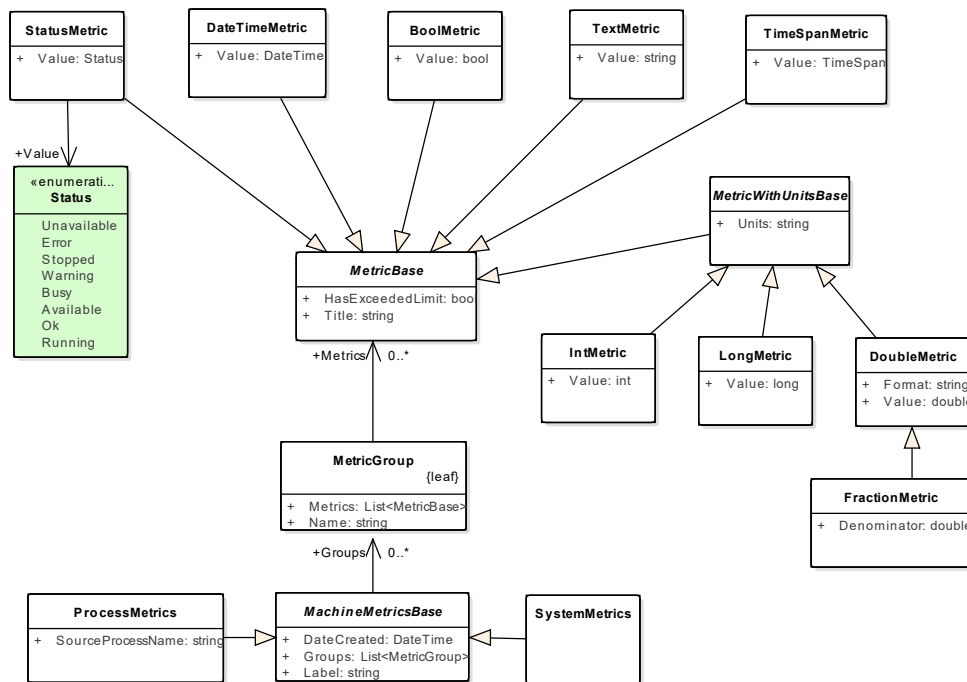 StatusMetric
+ Value: Status
DateTimeMetric
+ Value: DateTime
BoolMetric
+ Value: bool
TextMetric
+ Value: string
TimeSpanMetric
+ Value: TimeSpan
+Value
«enumerati...
Status
Unavailable
Error
Stopped
Warning
Busy
Available
Ok
Running
MetricWithUnitsBase
+ Units: string
MetricBase
+ HasExceededLimit: bool
+ Title: string
IntMetric
+ Value: int
LongMetric
+ Value: long
DoubleMetric
+ Format: string
+ Value: double
+Metrics 0..*
MetricGroup
{leaf}
+ Metrics: List<MetricBase>
+ Name: string
FractionMetric
+ Denominator: double
+Groups 0..*
ProcessMetrics
+ SourceProcessName: string
MachineMetricsBase
+ DateCreated: DateTime
+ Groups: List<MetricGroup>
+ Label: string
SystemMetrics